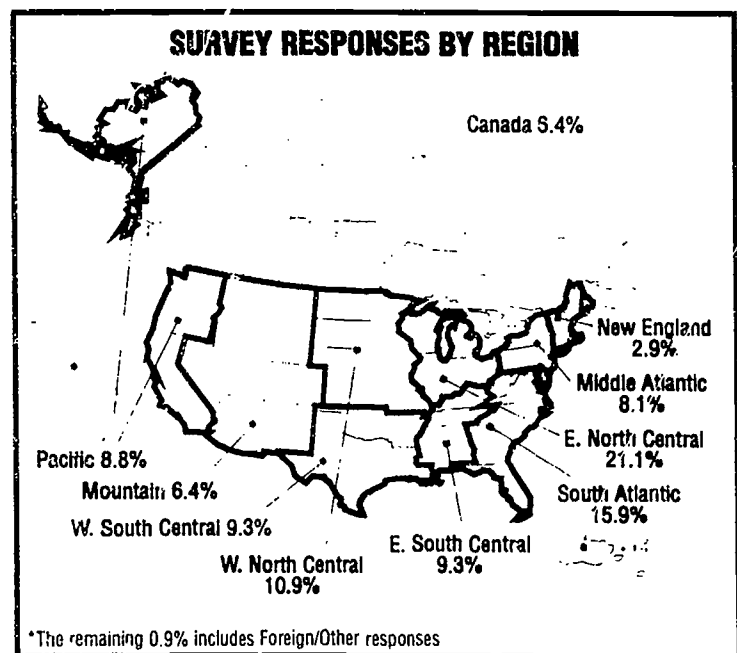 SURVEY RESPONSES BY REGION
Canada 6.4%
New England
2.9%
Middle Atlantic
8.1%
E. North Central
21.1%
South Atlantic
15.9%
Pacific 8.8%
Mountain 6.4%
W. South Central 9.3%
W. North Central
10.9%
E. South Central
9.3%
*The remaining 0.9% includes Foreign/Other responses